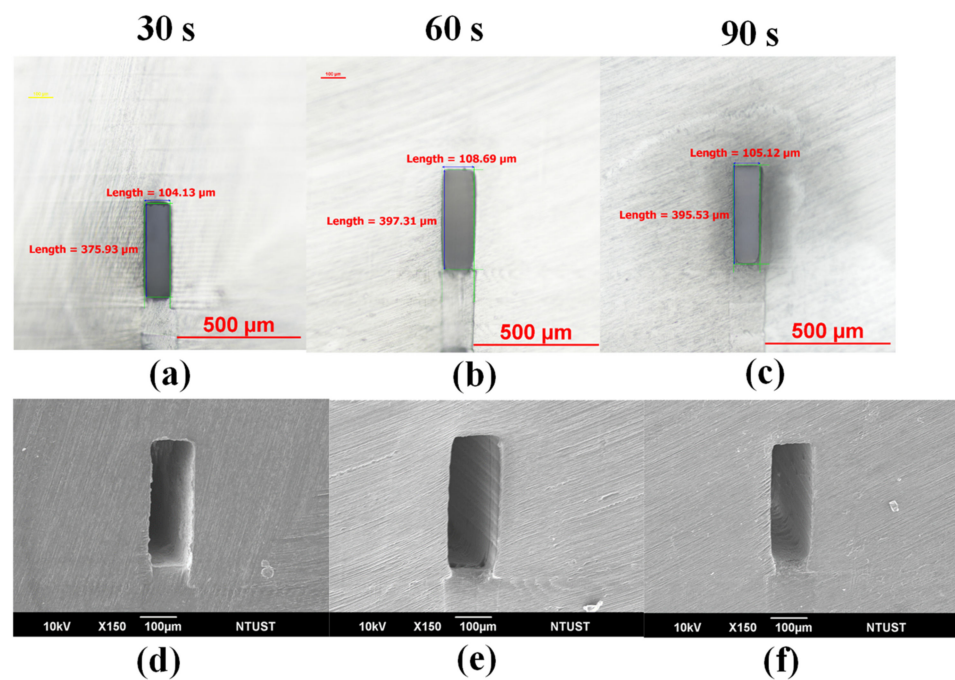 30 s
60 s
90 s
100 µm
Length = 104.13 µm
Length = 375.93 µm
500 µm
Length = 108.69 µm
Length = 397.31 µm
500 µm
Length = 105.12 µm
Length = 395.53 µm
500 µm
(a)
(b)
(c)
10kV X150 100µm NTUST
10kV X150 100µm NTUST
10kV X150 100µm NTUST
(d)
(e)
(f)